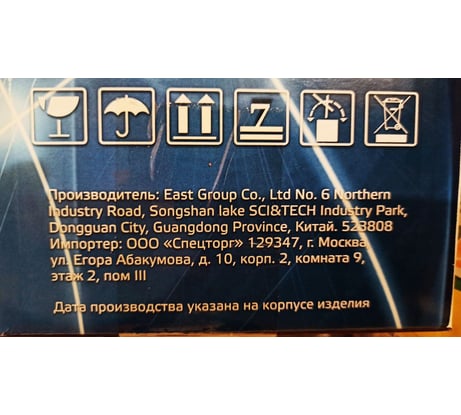 7
Производитель: East Group Co., Ltd No. 6 Northern
Industry Road, Songshan lake SCI&TECH Industry Park,
Dongguan City, Guangdong Province, Китай. 523808
Импортер: ООО «Спецторг» 129347, г. Москва
ул. Егора Абакумова, д. 10, корп. 2, комната 9,
этаж 2, пом III
Дата производства указана на корпусе изделия